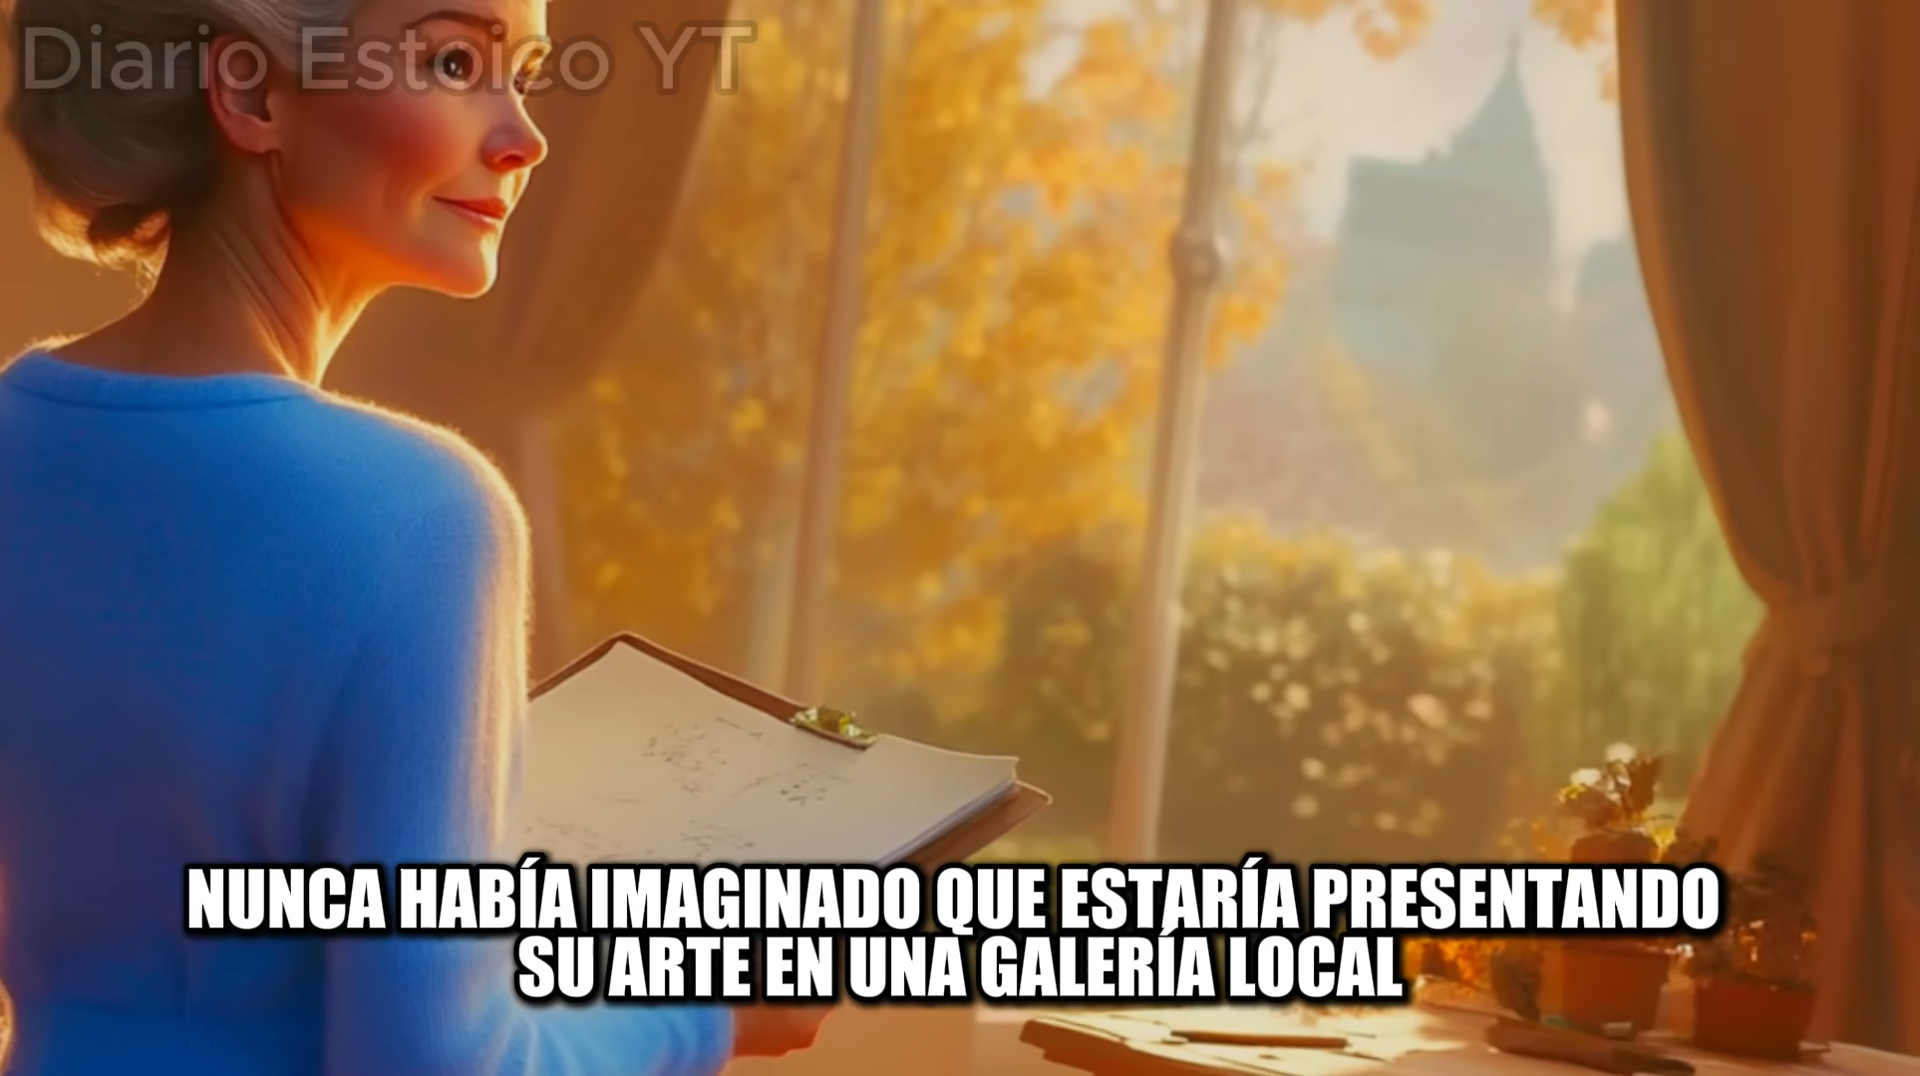 Diario Estoico YT
NUNCA HABÍA IMAGINADO QUE ESTARÍA PRESENTANDO
SU ARTE EN UNA GALERÍA LOCAL